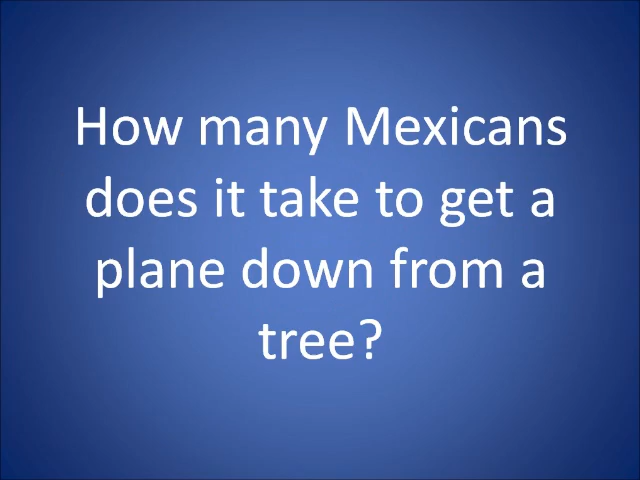 How many Mexicans
does it take to get a
plane down from a
tree?